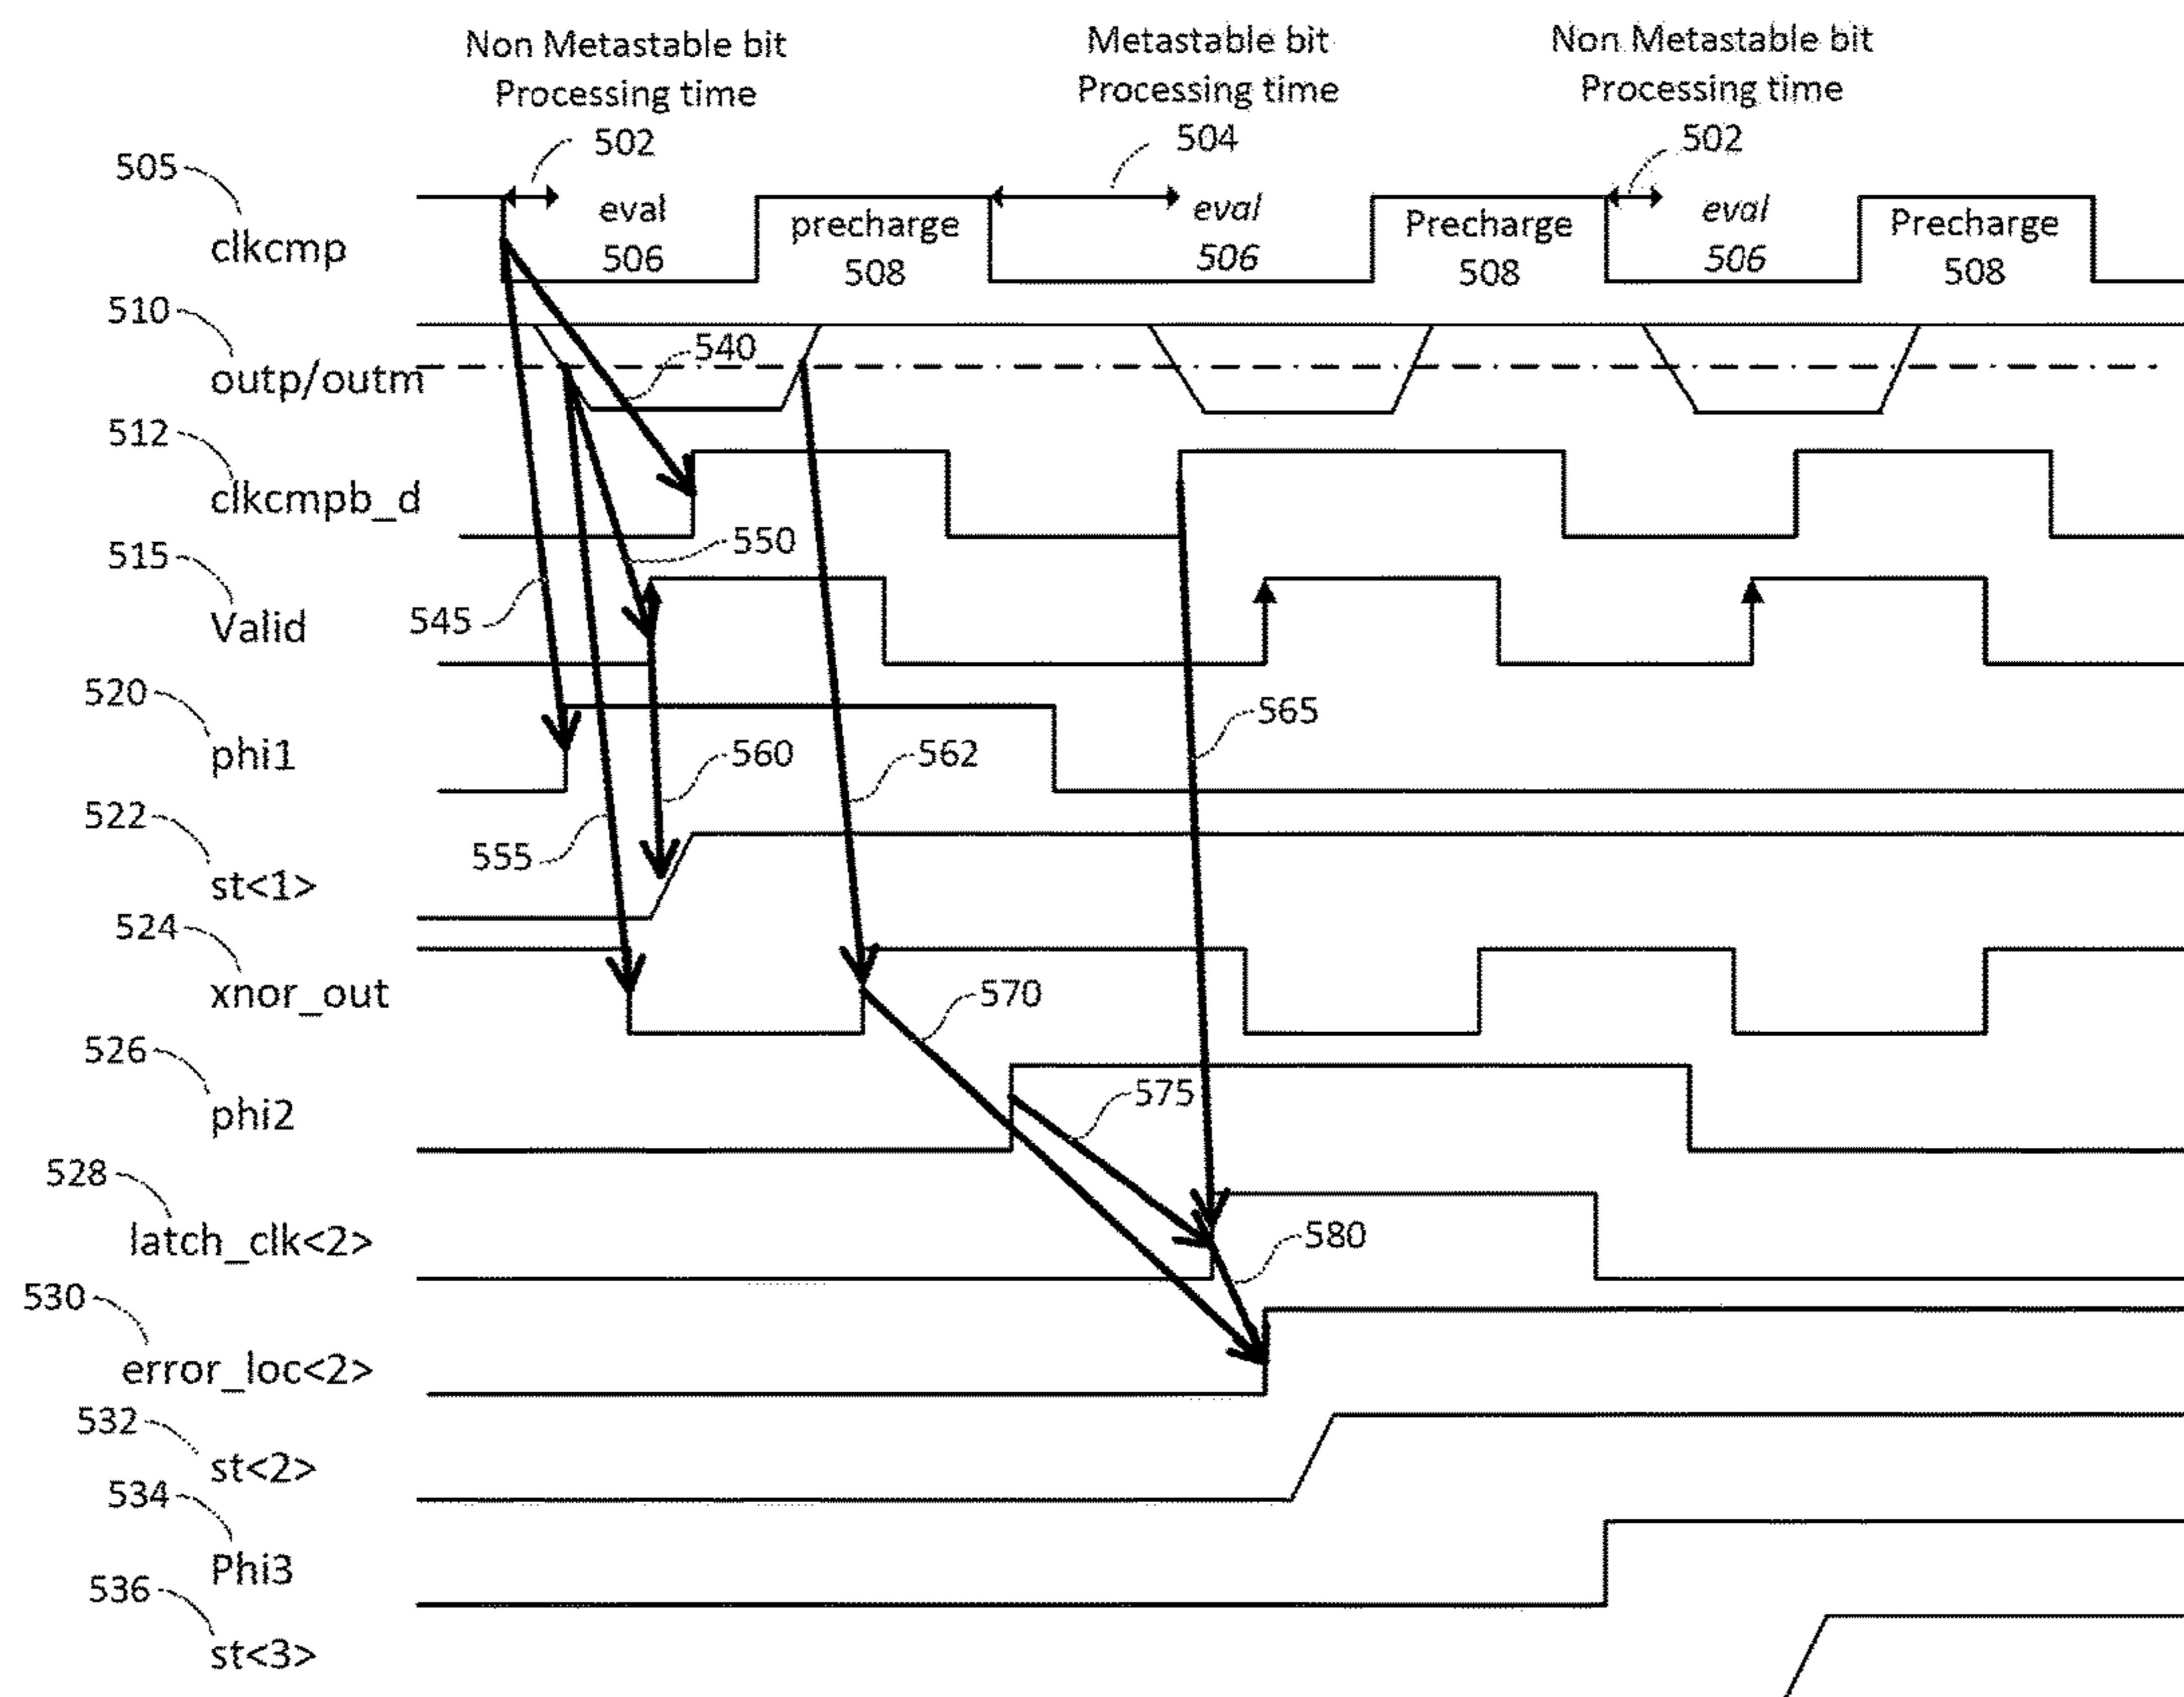 Non Metastable bit
Processing time
502
Metastable bit
Processing time
504
Non Metastable bit
Processing time
502
505
clkcmp
eval
506
precharge
508
eval
506
Precharge
508
eval
506
Precharge
508
510
outp/outm
540
512
clkcmpb_d
550
515
Valid
545
520
phi1
565
560
562
522
st<1>
555
524
xnor_out
570
526
phi2
575
528
latch_clk<2>
580
530
error_loc<2>
532
st<2>
534
Phi3
536
st<3>